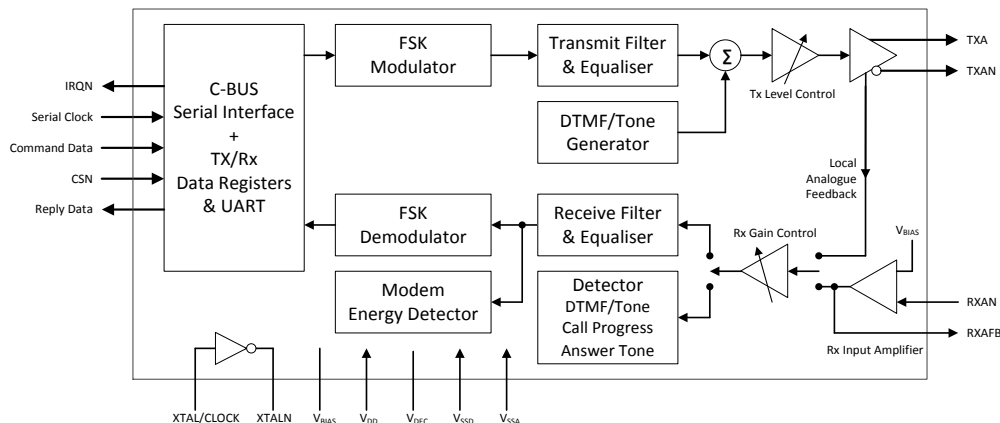 C-BUS
Serial Interface
+
TX/Rx
Data Registers
& UART
FSK
Modulator
Transmit Filter
& Equaliser
Σ
Tx Level Control
TXA
TXAN
DTMF/Tone
Generator
IRQN
Serial Clock
Command Data
CSN
Reply Data
Local
Analogue
Feedback
FSK
Demodulator
Receive Filter
& Equaliser
Rx Gain Control
VBIAS
Modem
Energy Detector
Detector
DTMF/Tone
Call Progress
Answer Tone
RXAN
RXAFB
Rx Input Amplifier
XTAL/CLOCK
XTALN
VBIAS
VDD
VDEC
VSSD
VSSA